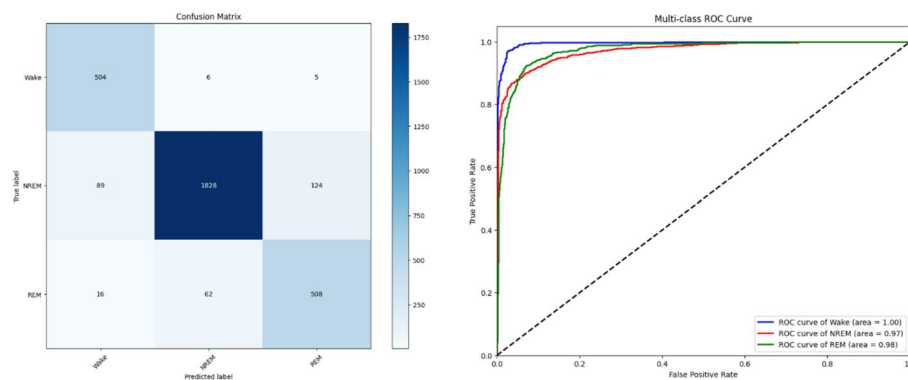 Confusion Matrix
Wake
NREM
REM
True label
504 6 5
89 1828 124
16 62 508
Wake NREM REM
Predicted label
1750
1500
1250
1000
750
500
250
Multi-class ROC Curve
True Positive Rate
1.0
0.8
0.6
0.4
0.2
0.0
0.0 0.2 0.4 0.6 0.8 1
False Positive Rate
ROC curve of Wake (area = 1.00)
ROC curve of NREM (area = 0.97)
ROC curve of REM (area = 0.98)